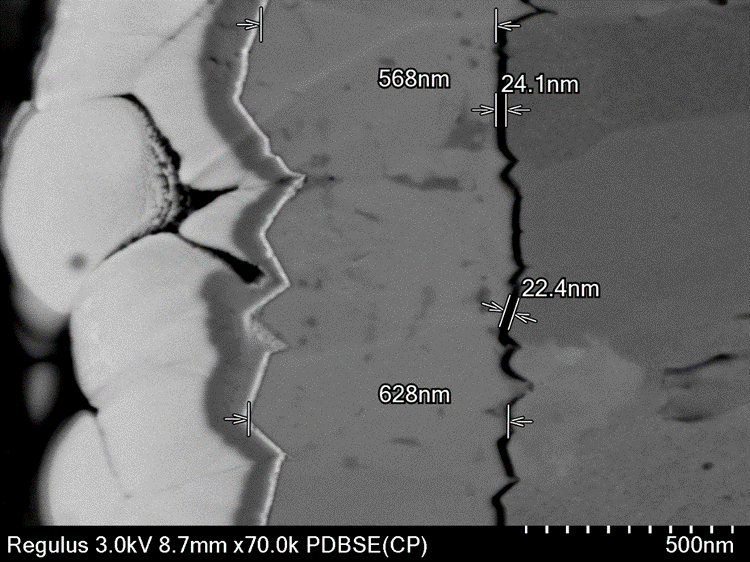 568nm
24.1nm
22.4nm
628nm
Regulus 3.0kV 8.7mm x70.0k PDBSE(CP) 500nm